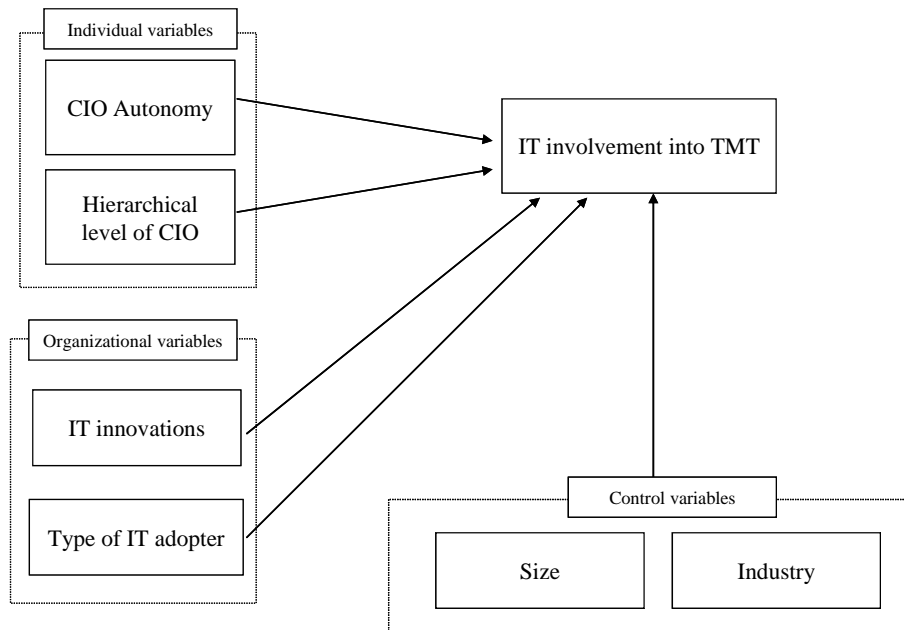 Individual variables
CIO Autonomy
Hierarchical
level of CIO
IT involvement into TMT
Organizational variables
IT innovations
Type of IT adopter
Control variables
Size
Industry